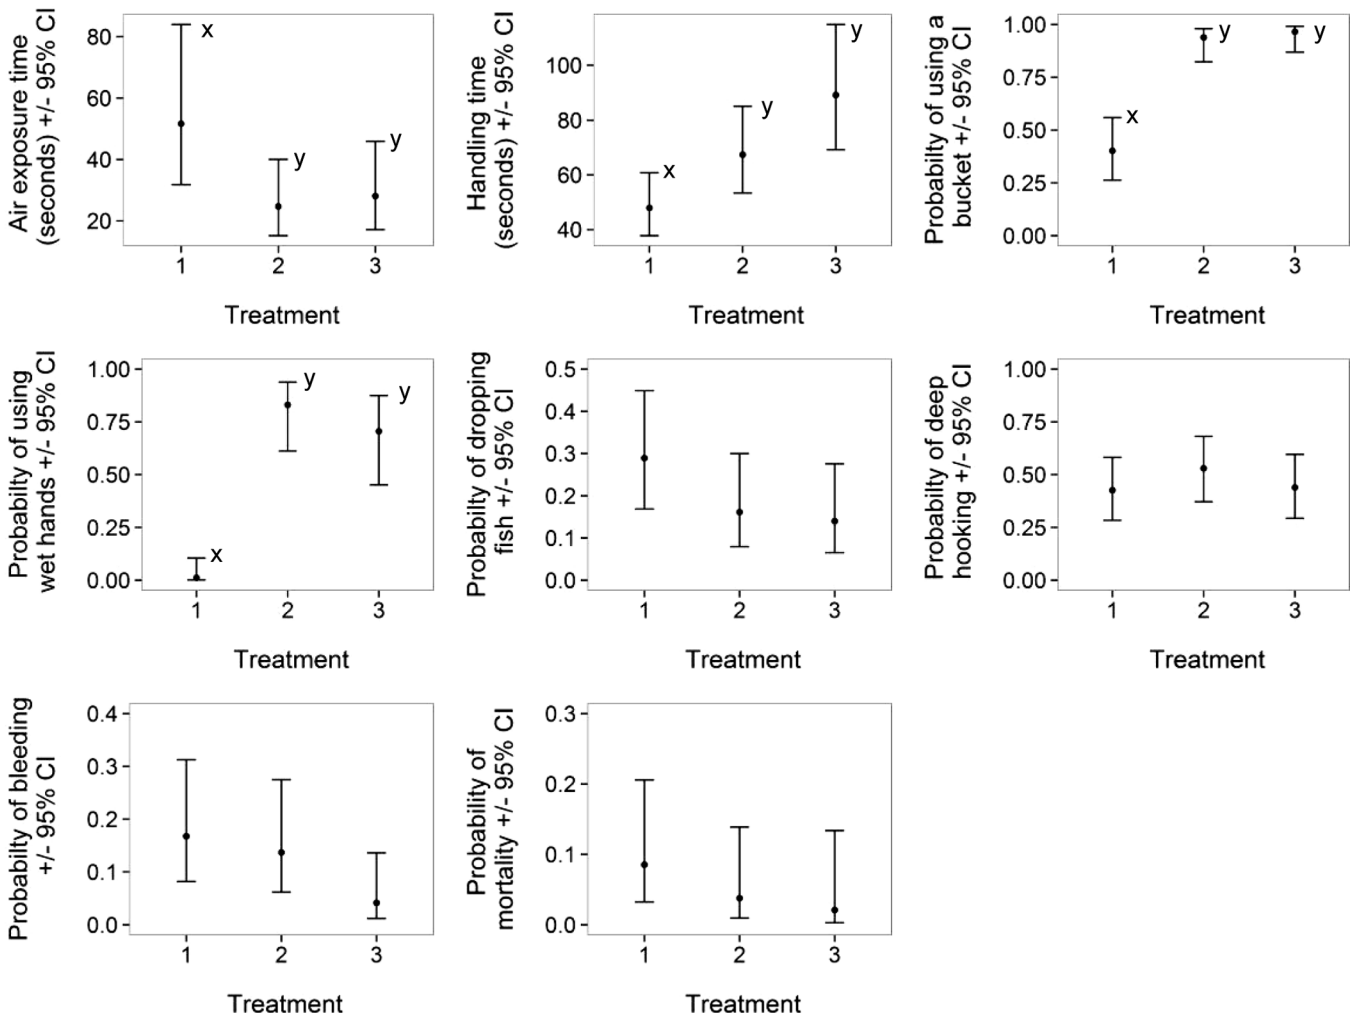 Air exposure time
(seconds) +/- 95% CI
80
60
40
20
x
y
y
1 2 3
Treatment
Handling time
(seconds) +/- 95% CI
100
80
60
40
x
y
y
1 2 3
Treatment
Probabilty of using a
bucket +/- 95% CI
1.00
0.75
0.50
0.25
0.00
x
y
y
1 2 3
Treatment
Probabilty of using
wet hands +/- 95% CI
1.00
0.75
0.50
0.25
0.00
x
y
y
1 2 3
Treatment
Probabilty of dropping
fish +/- 95% CI
0.5
0.4
0.3
0.2
0.1
0.0
1 2 3
Treatment
Probabilty of deep
hooking +/- 95% CI
1.00
0.75
0.50
0.25
0.00
1 2 3
Treatment
Probabilty of bleeding
+/- 95% CI
0.4
0.3
0.2
0.1
0.0
1 2 3
Treatment
Probability of
mortality +/- 95% CI
0.3
0.2
0.1
0.0
1 2 3
Treatment